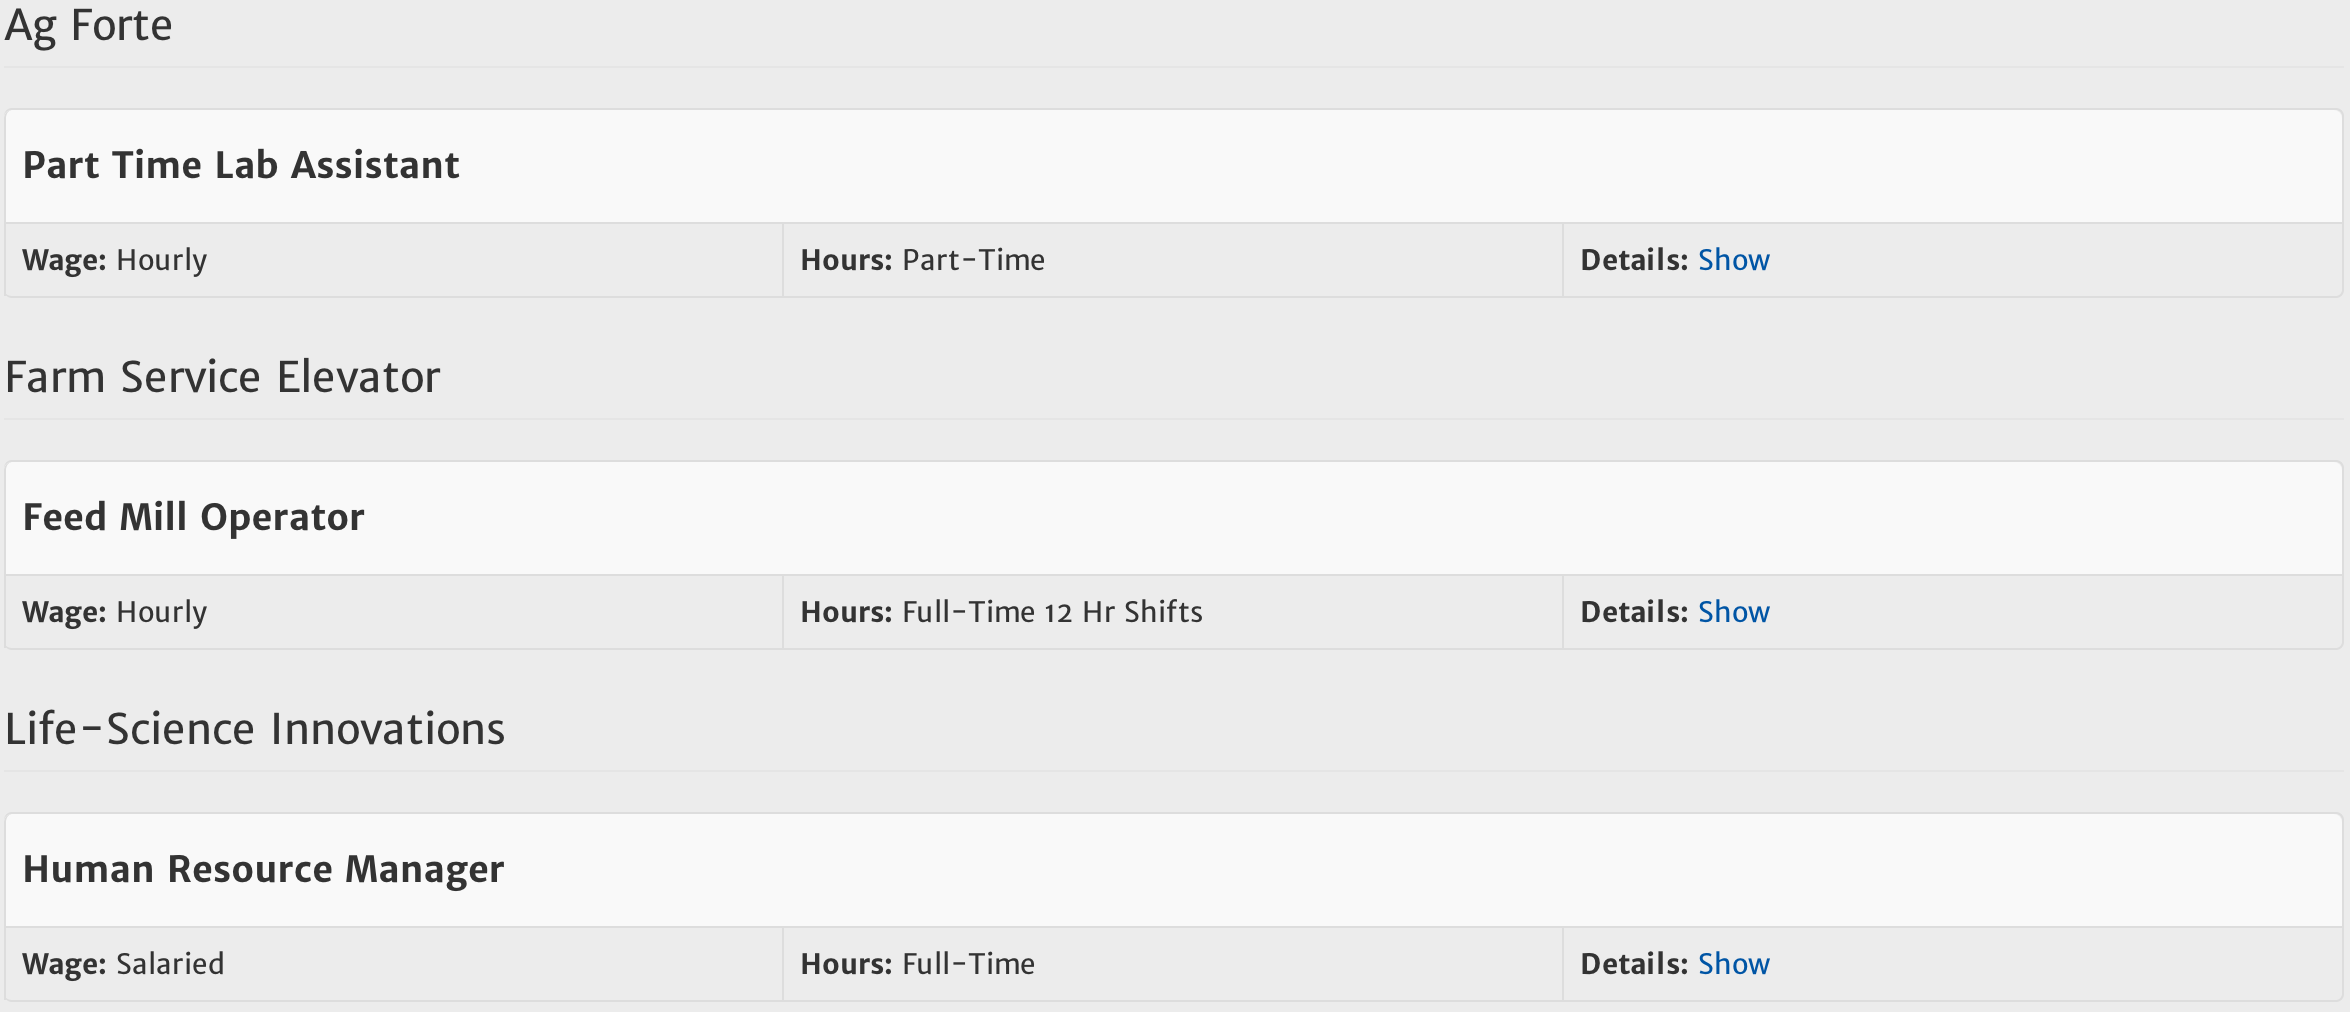 Ag Forte
Part Time Lab Assistant
Wage: Hourly Hours: Part-Time Details: Show
Farm Service Elevator
Feed Mill Operator
Wage: Hourly Hours: Full-Time 12 Hr Shifts Details: Show
Life-Science Innovations
Human Resource Manager
Wage: Salaried Hours: Full-Time Details: Show